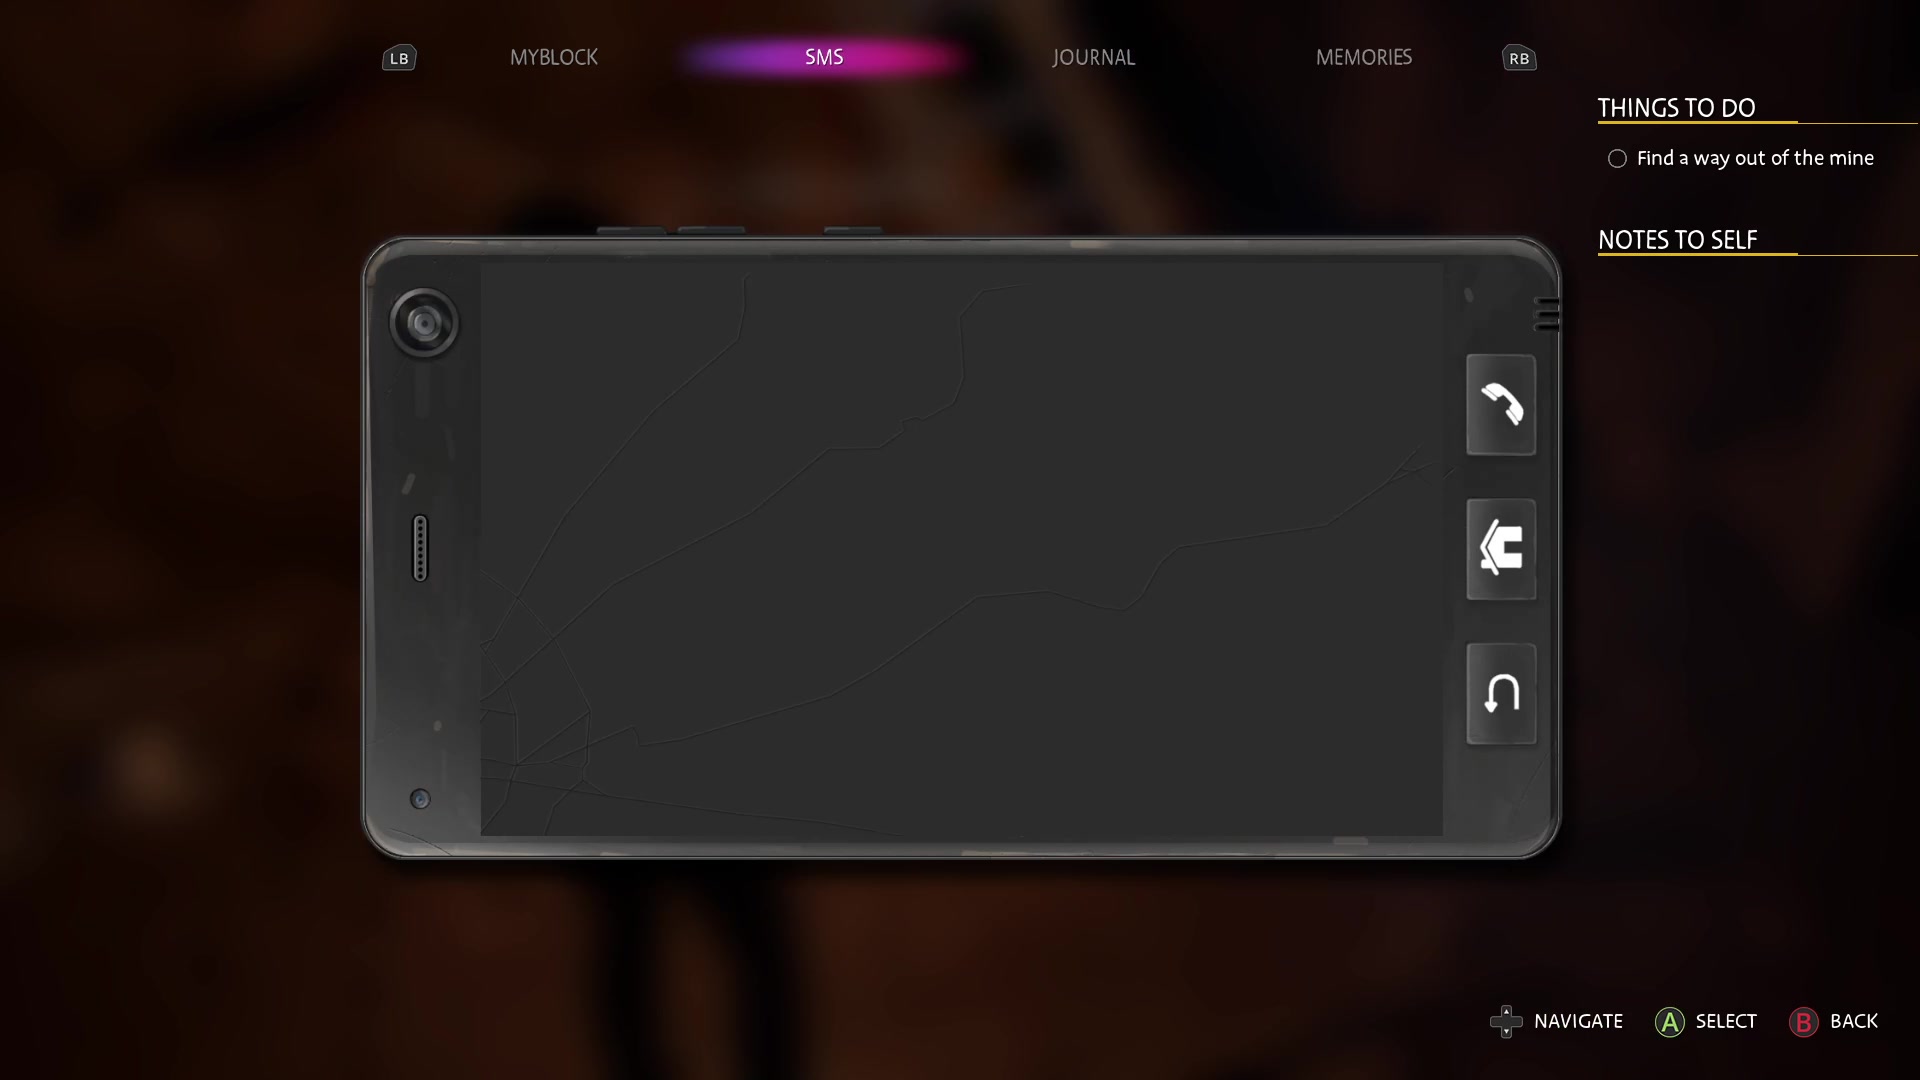 LB
MYBLOCK
SMS
JOURNAL
MEMORIES
RB
THINGS TO DO
Find a way out of the mine
NOTES TO SELF
NAVIGATE
A SELECT
B BACK